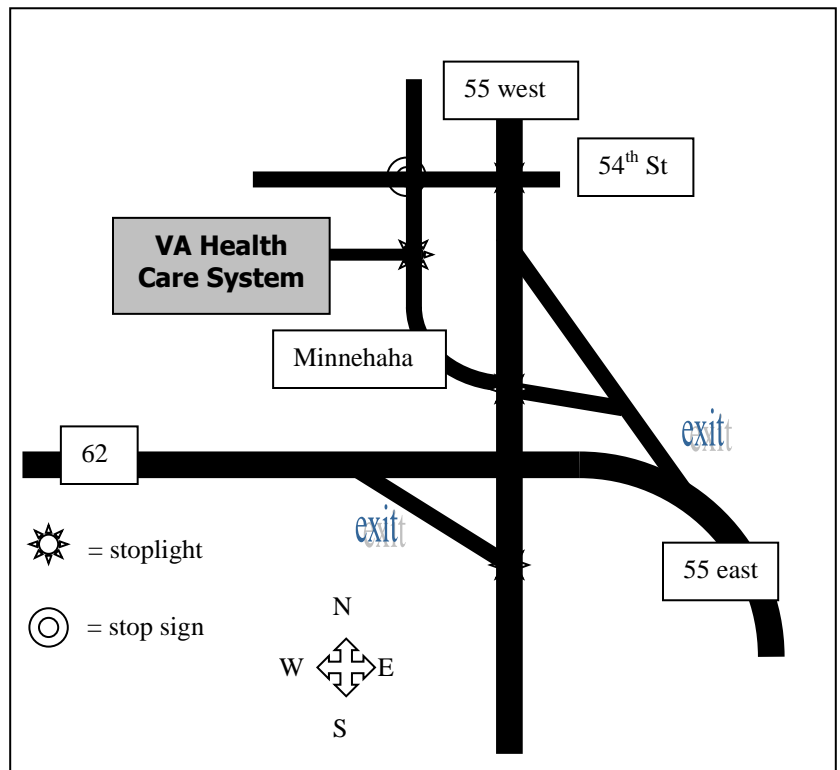 55 west
54th St
VA Health
Care System
Minnehaha
exit
62
exit
= stoplight
55 east
= stop sign
N
W E
S